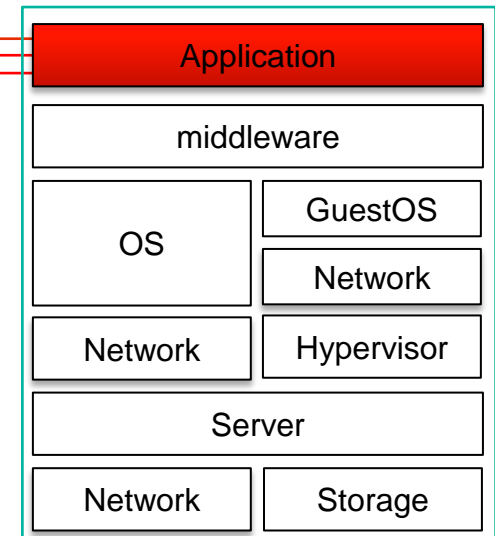 Application
middleware
OS
GuestOS
Network
Network
Hypervisor
Server
Network
Storage